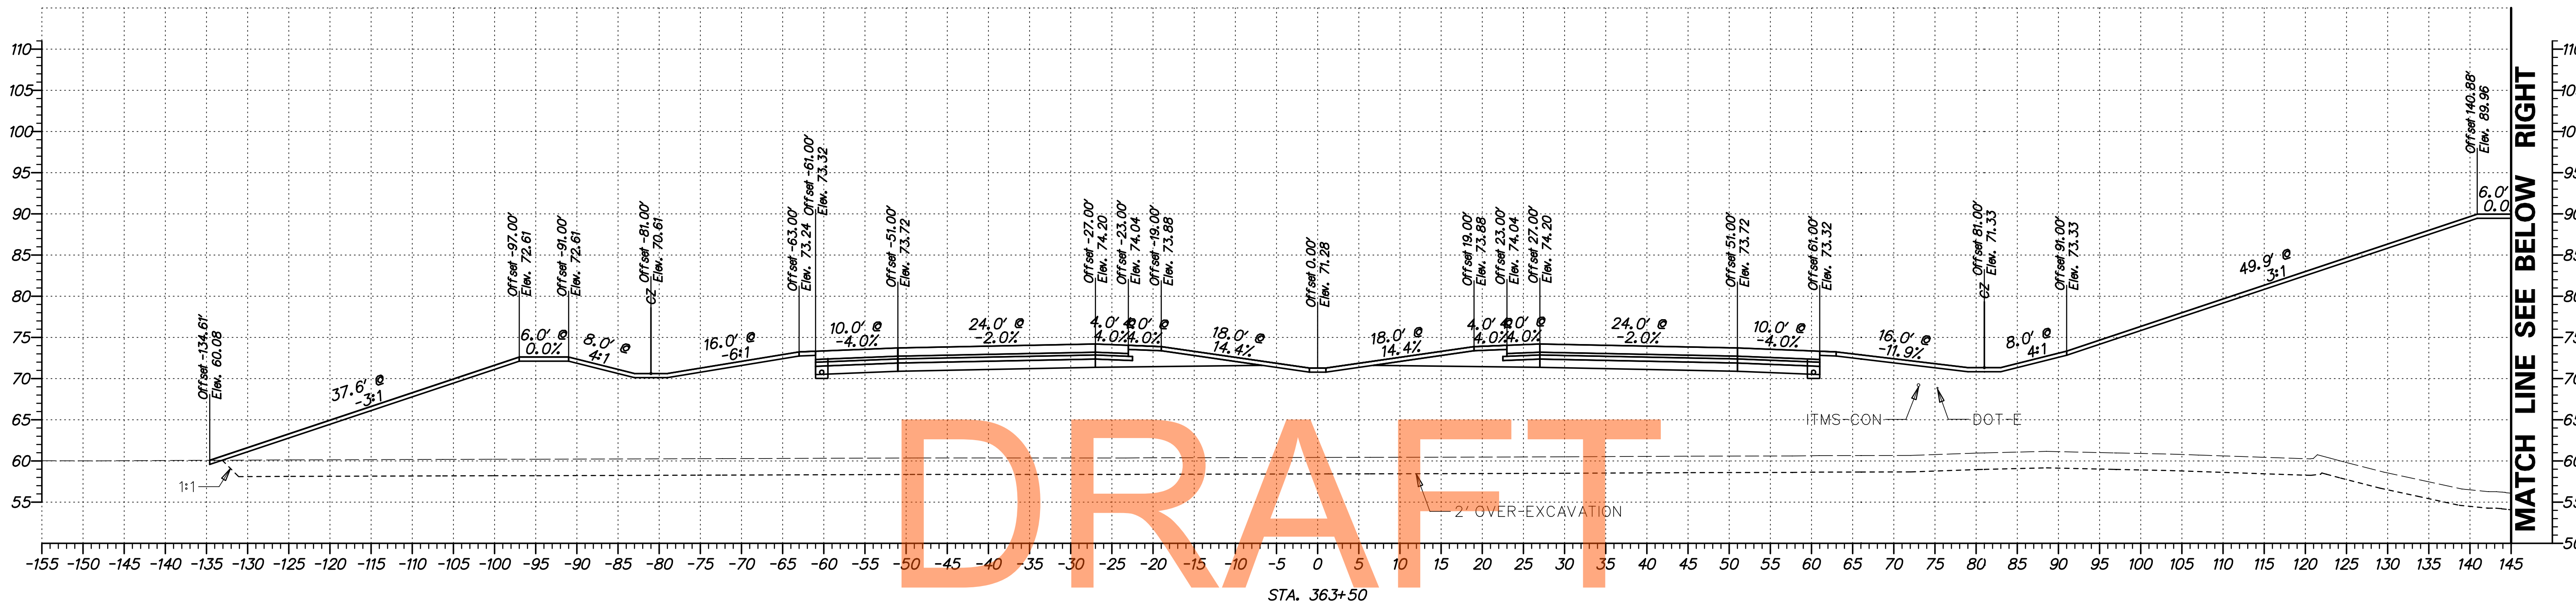 110
105
100
95
90
85
80
75
70
65
60
55
Offset -134.61'
Elev. 60.08
37.6' @
-3:1
1:1
Offset -97.00'
Elev. 72.61
6.0' @
0.0%
Offset -91.00'
Elev. 72.61
8.0' @
4:1
CZ Offset -81.00'
Elev. 70.61
16.0' @
-6:1
Offset -63.00'
Elev. 73.24
Offset -61.00'
Elev. 73.32
10.0' @
-4.0%
Offset -51.00'
Elev. 73.72
24.0' @
-2.0%
Offset -27.00'
Elev. 74.20
4.0' @
4.0%
Offset -23.00'
Elev. 74.04
4.0' @
4.0%
Offset -19.00'
Elev. 73.88
18.0' @
14.4%
Offset 0.00'
Elev. 71.28
18.0' @
14.4%
Offset 19.00'
Elev. 73.88
4.0' @
4.0%
Offset 23.00'
Elev. 74.04
4.0' @
4.0%
Offset 27.00'
Elev. 74.20
24.0' @
-2.0%
Offset 51.00'
Elev. 73.72
10.0' @
-4.0%
Offset 61.00'
Elev. 73.32
16.0' @
-11.9%
CZ Offset 81.00'
Elev. 71.33
8.0' @
4:1
Offset 91.00'
Elev. 73.33
49.9' @
3:1
Offset 140.88'
Elev. 89.96
6.0'
0.0
ITMS-CON
DOT-E
2' OVER-EXCAVATION
DRAFT
MATCH LINE SEE BELOW RIGHT
-155 -150 -145 -140 -135 -130 -125 -120 -115 -110 -105 -100 -95 -90 -85 -80 -75 -70 -65 -60 -55 -50 -45 -40 -35 -30 -25 -20 -15 -10 -5 0 5 10 15 20 25 30 35 40 45 50 55 60 65 70 75 80 85 90 95 100 105 110 115 120 125 130 135 140 145
STA. 363+50